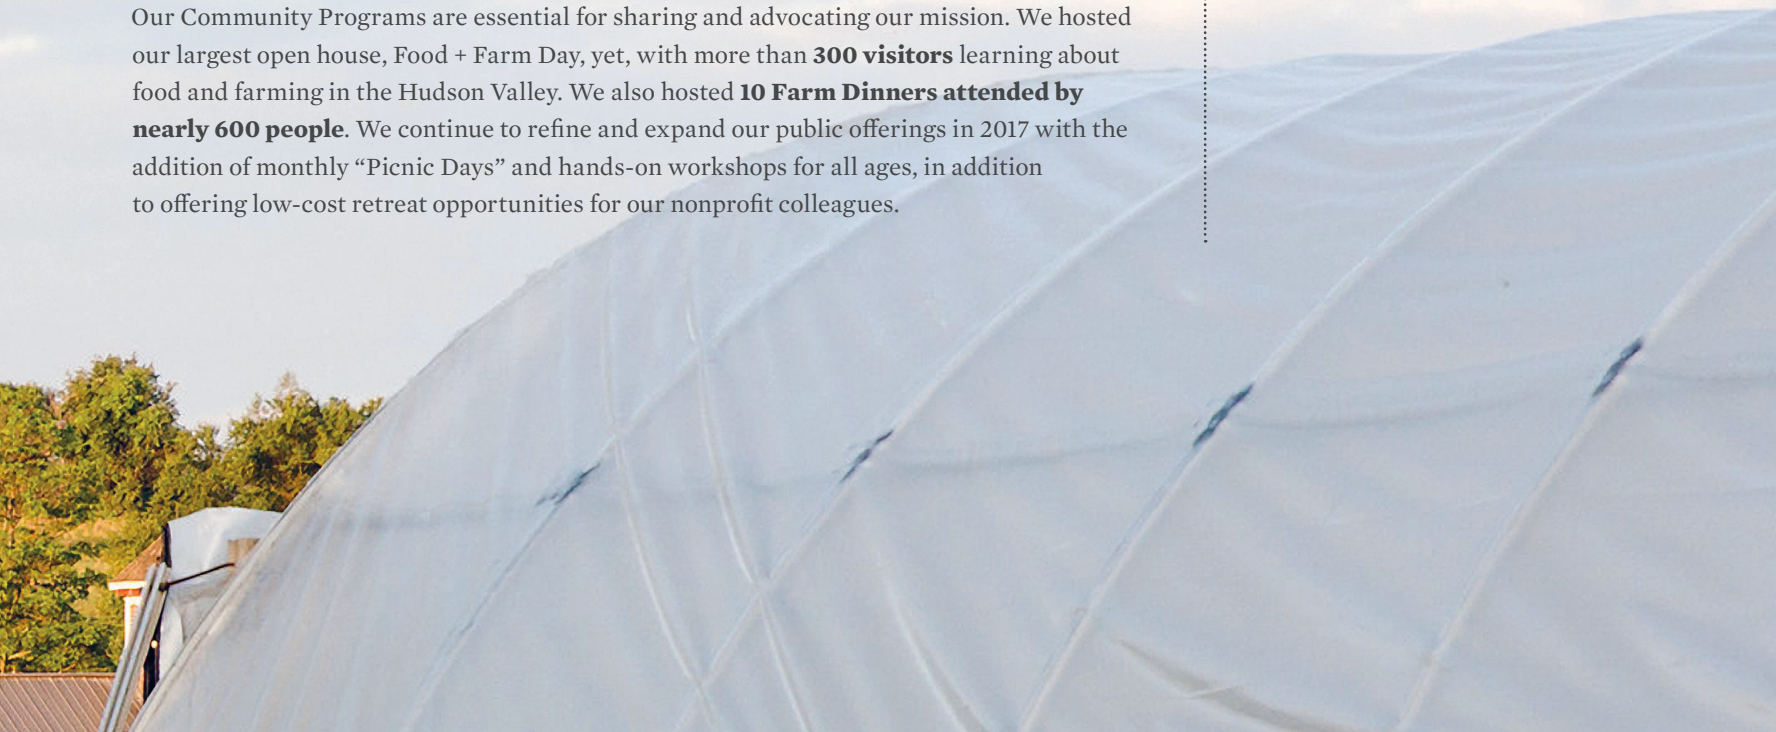 Our Community Programs are essential for sharing and advocating our mission. We hosted
our largest open house, Food + Farm Day, yet, with more than 300 visitors learning about
food and farming in the Hudson Valley. We also hosted 10 Farm Dinners attended by
nearly 600 people. We continue to refine and expand our public offerings in 2017 with the
addition of monthly “Picnic Days” and hands-on workshops for all ages, in addition
to offering low-cost retreat opportunities for our nonprofit colleagues.